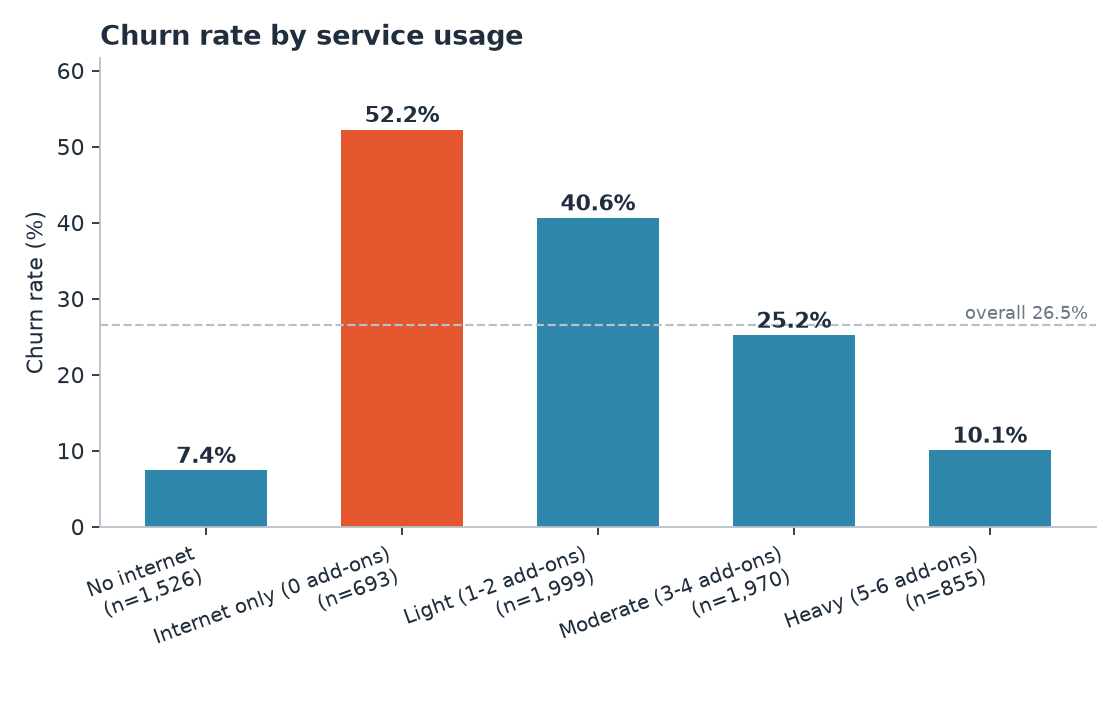 Churn rate by service usage
Churn rate (%)
60
50
40
30
20
10
0
7.4%
52.2%
40.6%
25.2%
10.1%
overall 26.5%
No internet
(n=1,526)
Internet only (0 add-ons)
(n=693)
Light (1-2 add-ons)
(n=1,999)
Moderate (3-4 add-ons)
(n=1,970)
Heavy (5-6 add-ons)
(n=855)